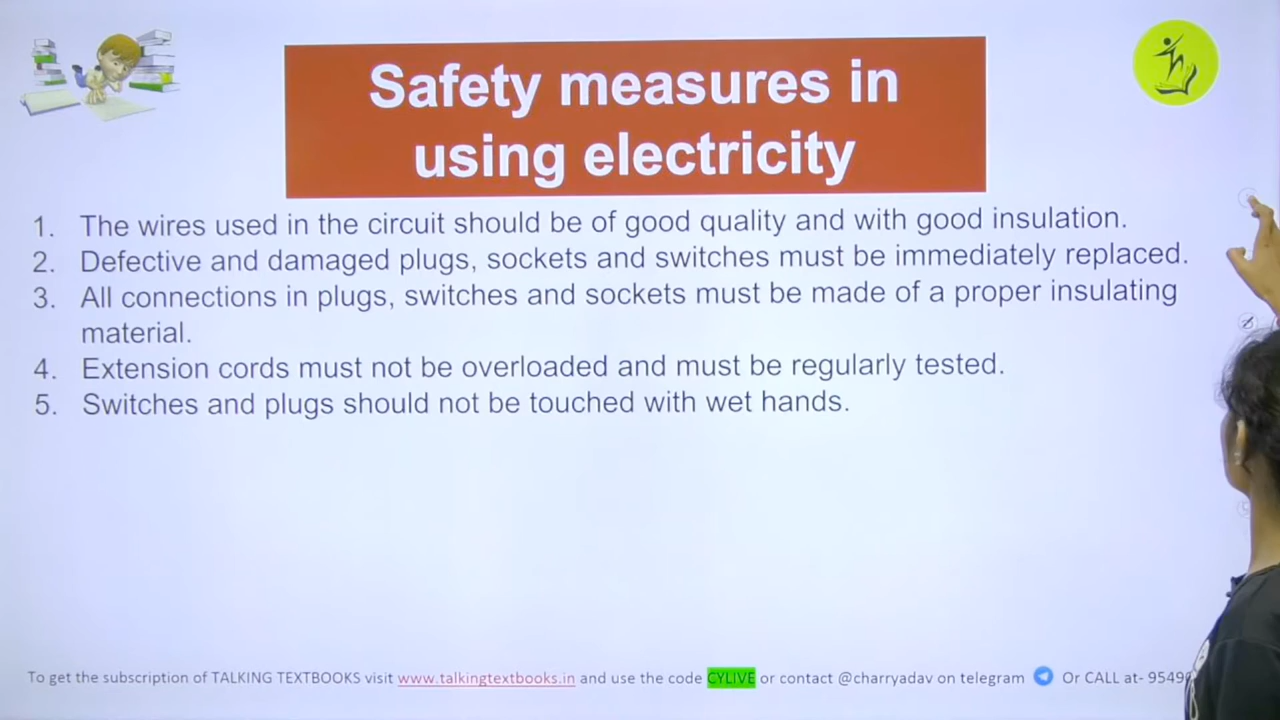 Safety measures in
using electricity
1. The wires used in the circuit should be of good quality and with good insulation.
2. Defective and damaged plugs, sockets and switches must be immediately replaced.
3. All connections in plugs, switches and sockets must be made of a proper insulating
material.
4. Extension cords must not be overloaded and must be regularly tested.
5. Switches and plugs should not be touched with wet hands.
To get the subscription of TALKING TEXTBOOKS visit www.talkingtextbooks.in and use the code CYLIVE or contact @charryadav on telegram Or CALL at- 9549